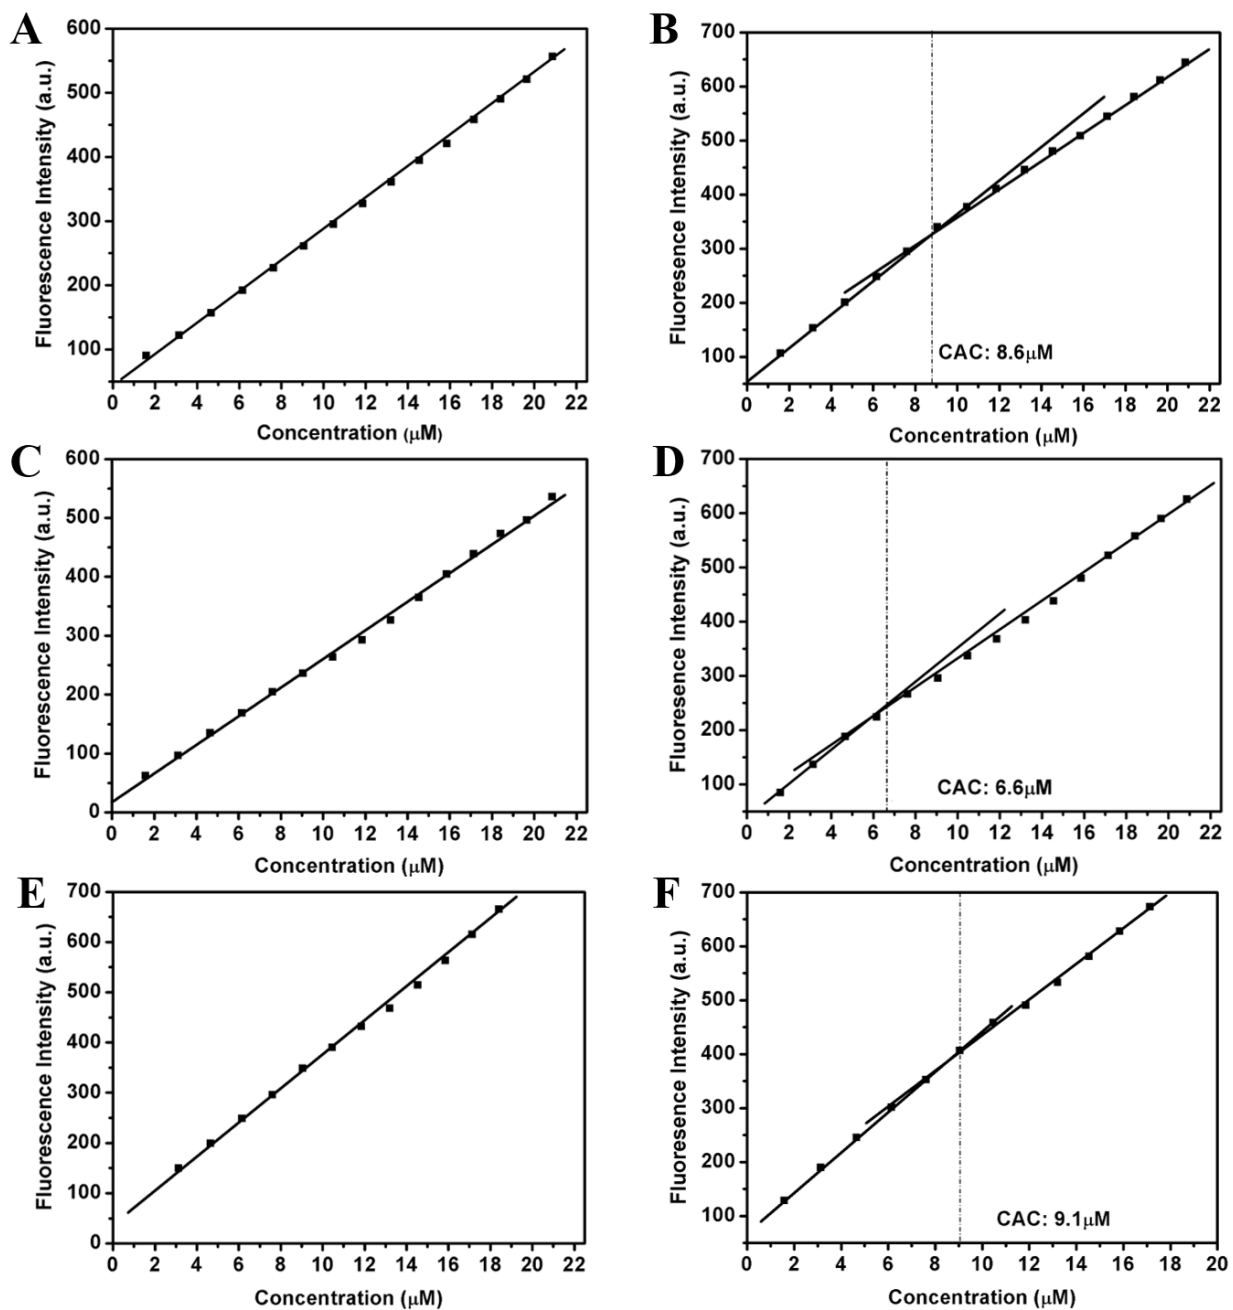 A
Fluorescence Intensity (a.u.)
600
500
400
300
200
100
0 2 4 6 8 10 12 14 16 18 20 22
Concentration (μM)
B
Fluoresence Intensity (a.u.)
700
600
500
400
300
200
100
CAC: 8.6μM
0 2 4 6 8 10 12 14 16 18 20 22
Concentration (μM)
C
Fluorescence Intensity (a.u.)
600
500
400
300
200
100
0
0 2 4 6 8 10 12 14 16 18 20 22
Concentration (μM)
D
Fluoresence Intensity (a.u.)
700
600
500
400
300
200
100
CAC: 6.6μM
0 2 4 6 8 10 12 14 16 18 20 22
Concentration (μM)
E
Fluorescence Intensity (a.u.)
700
600
500
400
300
200
100
0
0 2 4 6 8 10 12 14 16 18 20 22
Concentration (μM)
F
Fluoresence Intensity (a.u.)
700
600
500
400
300
200
100
CAC: 9.1μM
0 2 4 6 8 10 12 14 16 18 20
Concentration (μM)